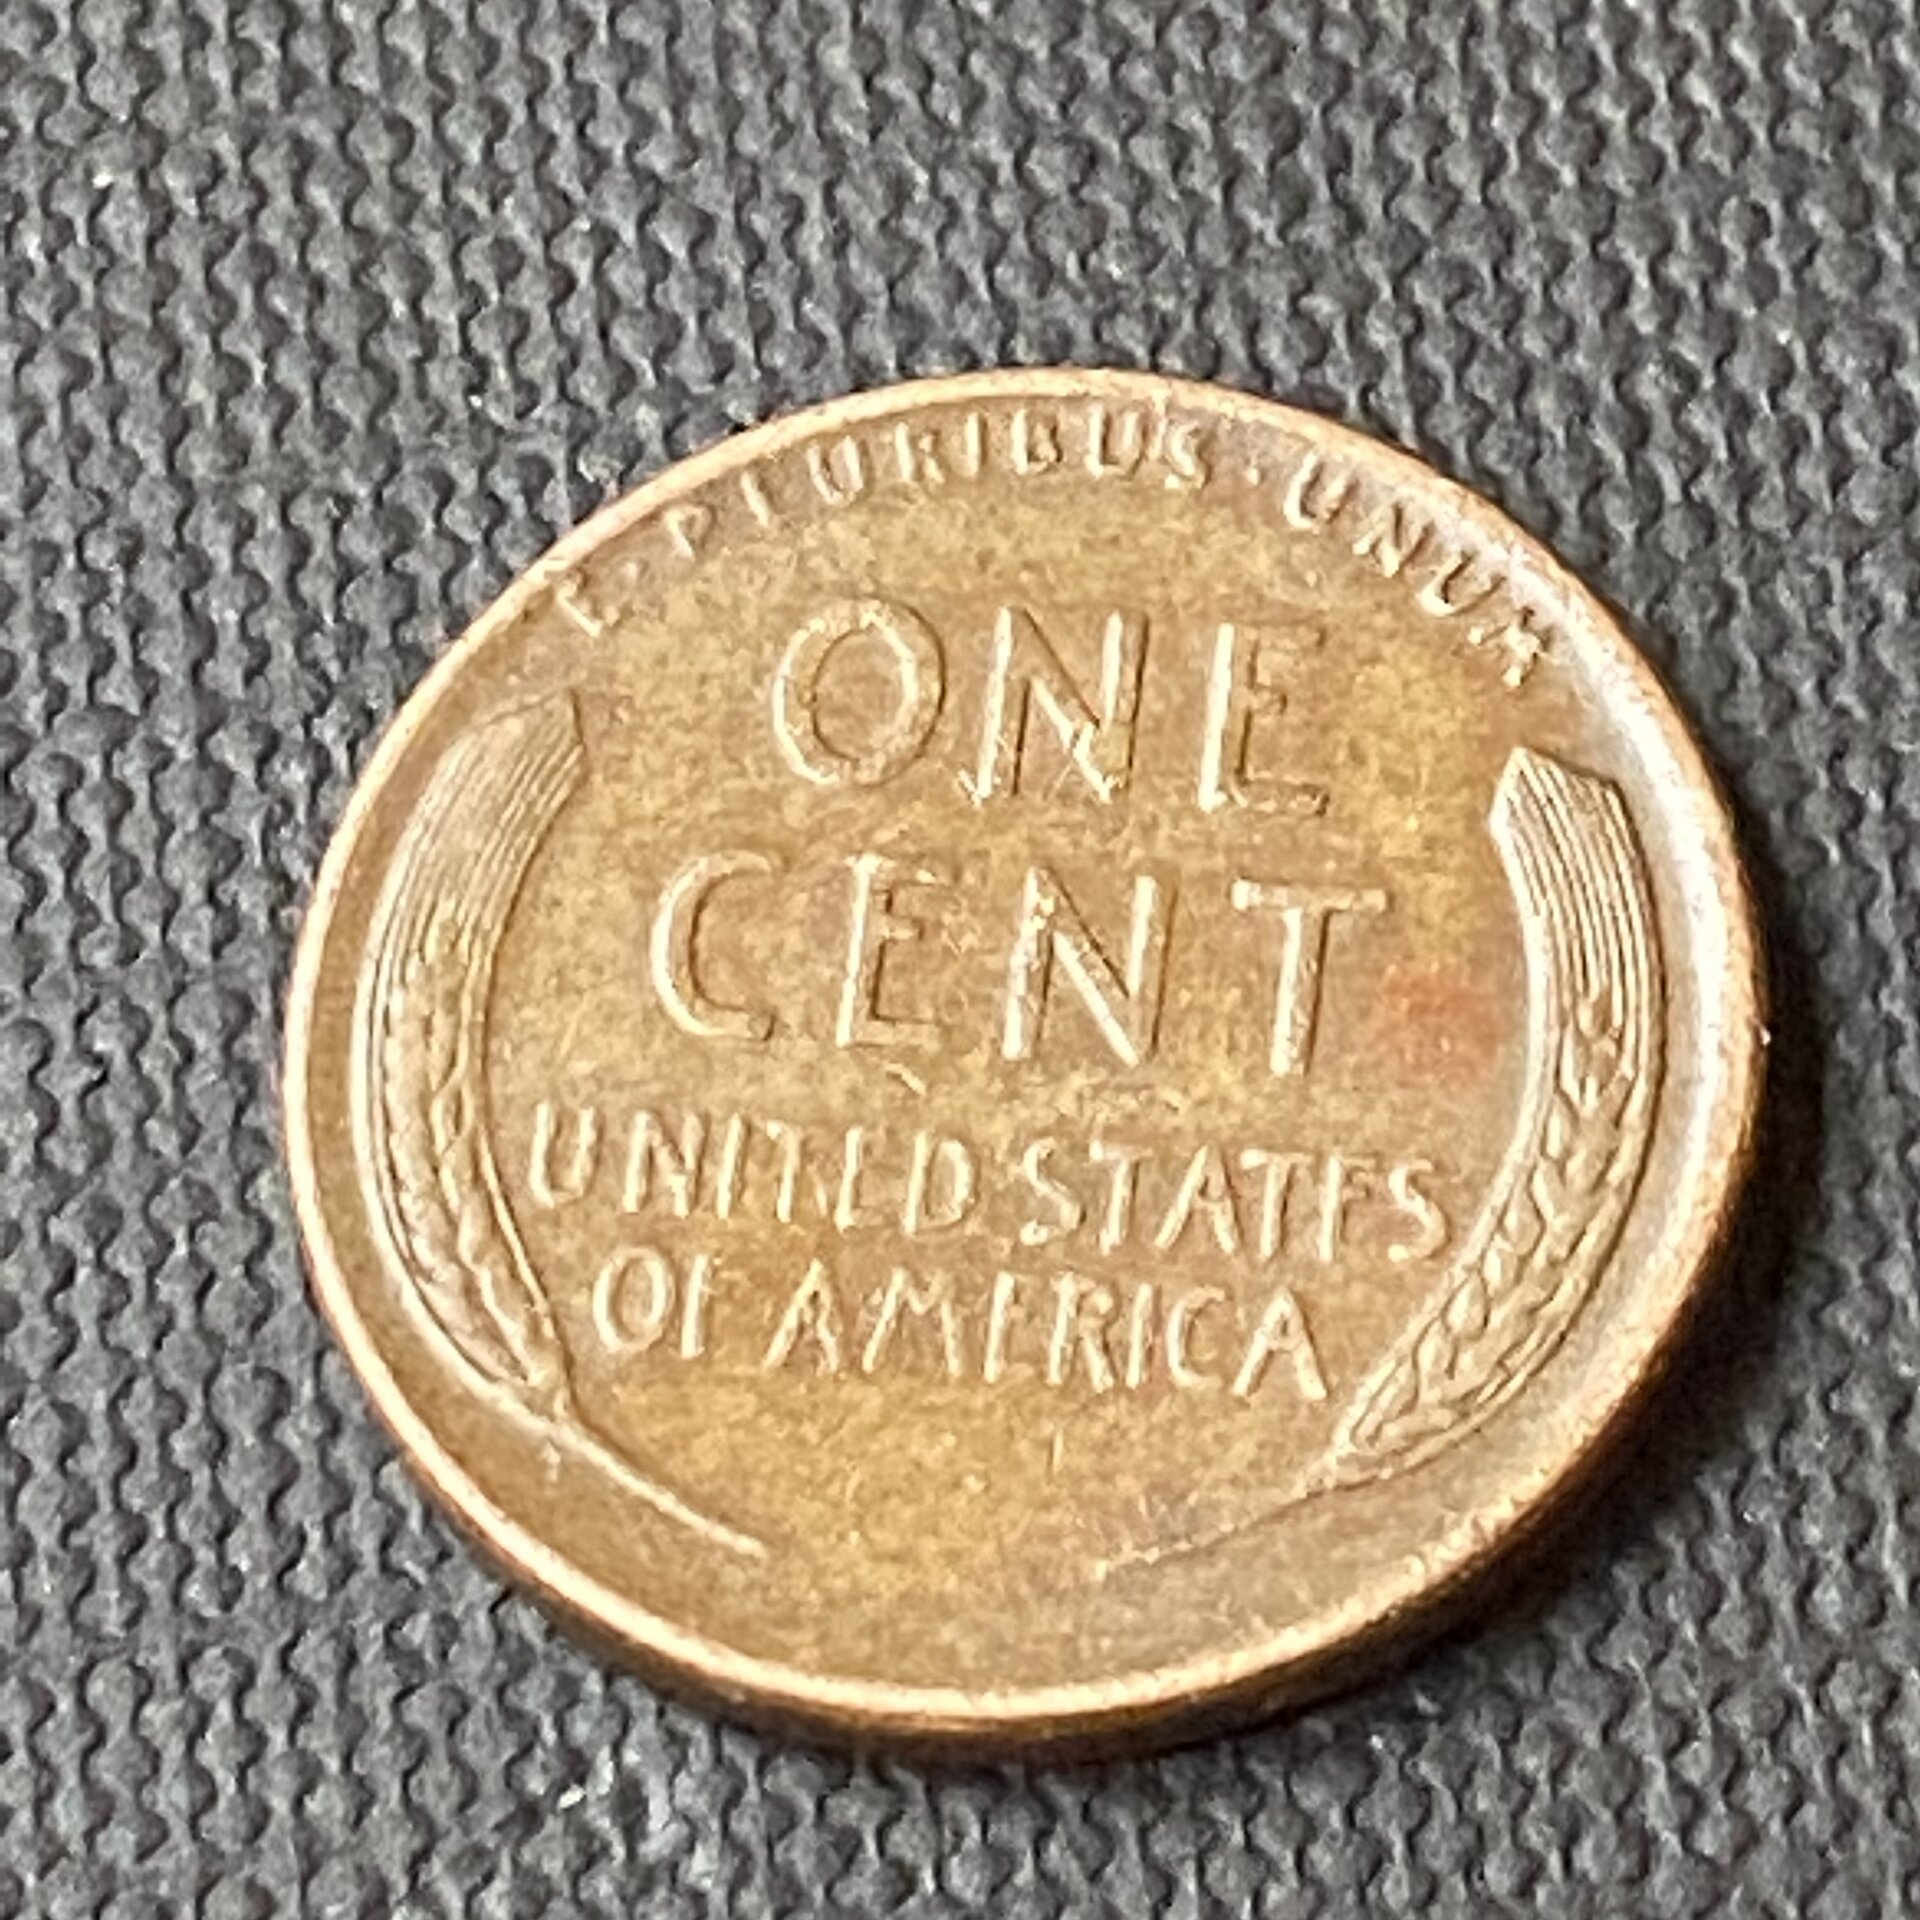 E·PLURIBUS·UNUM
ONE
CENT
UNITED STATES
OF AMERICA